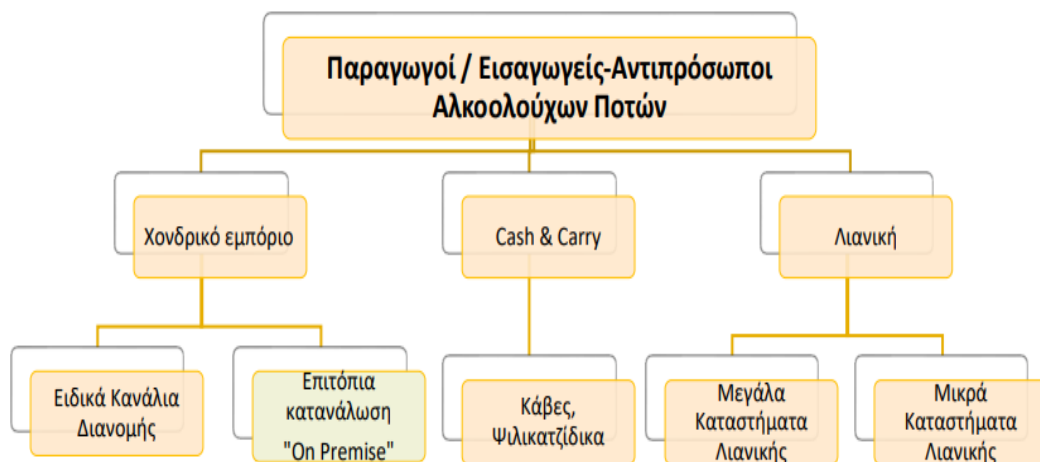 Παραγωγοί / Εισαγωγείς-Αντιπρόσωποι
Αλκοολούχων Ποτών
Χονδρικό εμπόριο
Cash & Carry
Λιανική
Ειδικά Κανάλια
Διανομής
Επιτόπια
κατανάλωση
"On Premise"
Κάβες,
Ψιλικατζίδικα
Μεγάλα
Καταστήματα
Λιανικής
Μικρά
Καταστήματα
Λιανικής